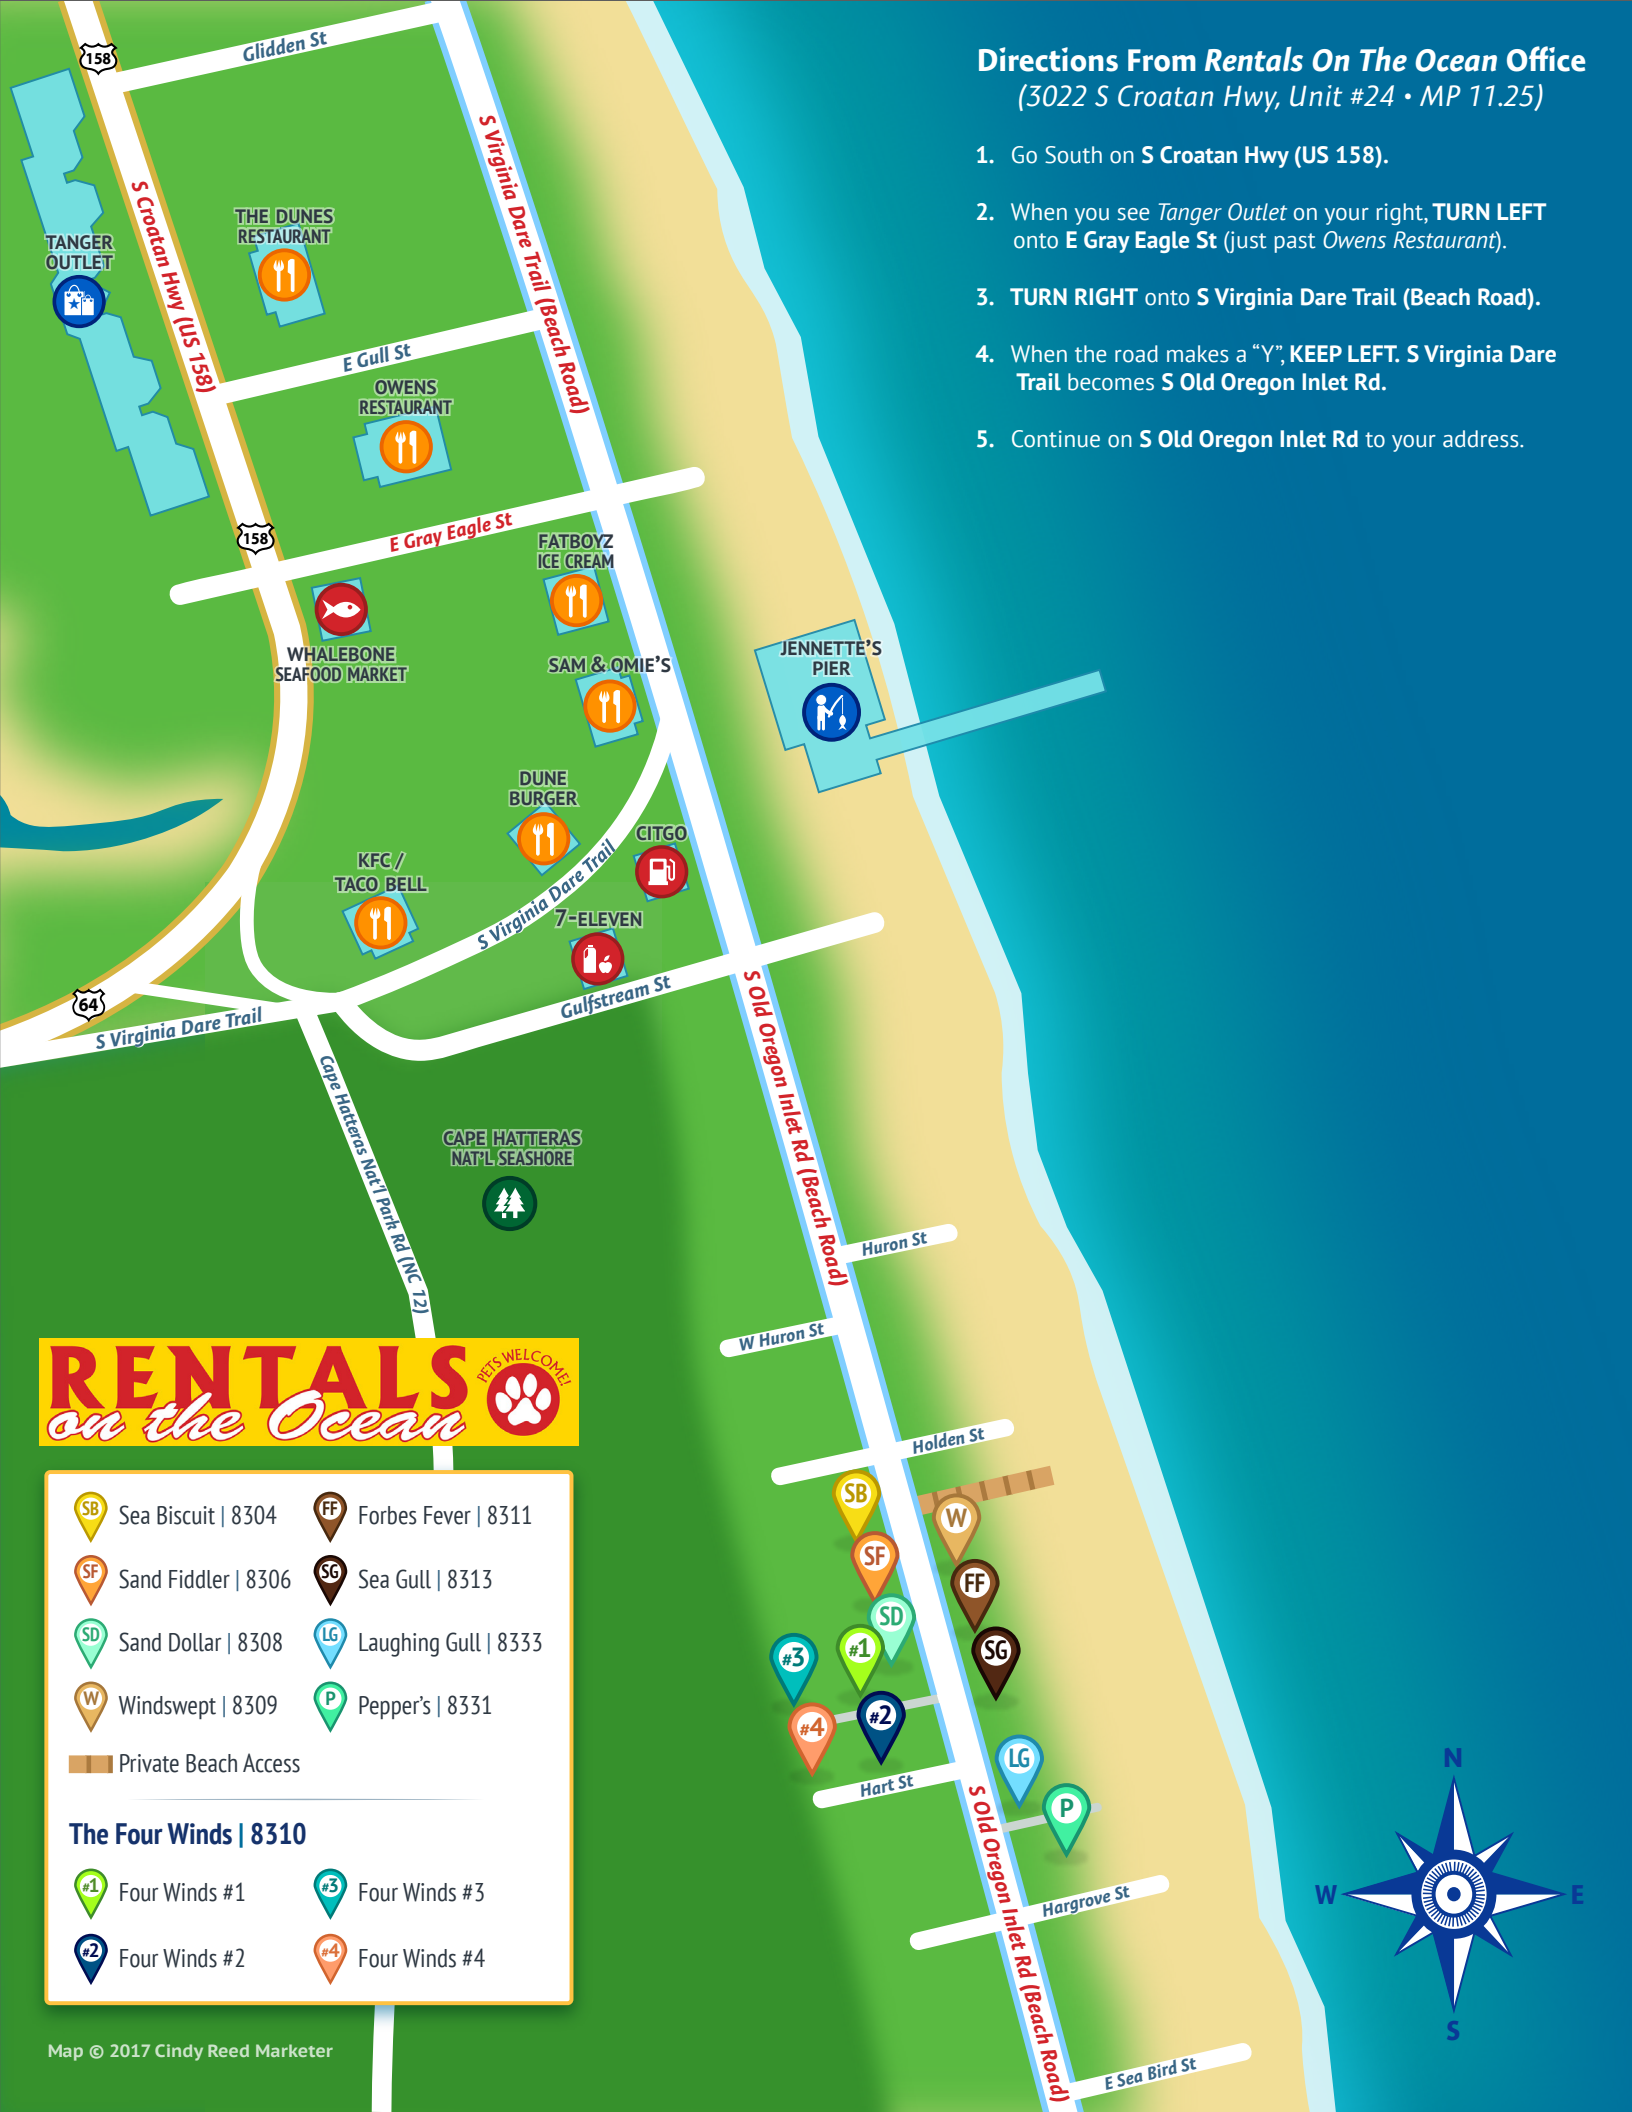 Directions From Rentals On The Ocean Office
(3022 S Croatan Hwy, Unit #24 • MP 11.25)
1. Go South on S Croatan Hwy (US 158).
2. When you see Tanger Outlet on your right, TURN LEFT
onto E Gray Eagle St (just past Owens Restaurant).
3. TURN RIGHT onto S Virginia Dare Trail (Beach Road).
4. When the road makes a “Y”, KEEP LEFT. S Virginia Dare
Trail becomes S Old Oregon Inlet Rd.
5. Continue on S Old Oregon Inlet Rd to your address.
158
Glidden St
S Virginia Dare Trail (Beach Road)
S Croatan Hwy (US 158)
THE DUNES
RESTAURANT
TANGER
OUTLET
E Gull St
OWENS
RESTAURANT
158
E Gray Eagle St
FATBOYZ
ICE CREAM
WHALEBONE
SEAFOOD MARKET
SAM & OMIE’S
JENNETTE’S
PIER
DUNE
BURGER
CITGO
KFC /
TACO BELL
S Virginia Dare Trail
7-ELEVEN
Gulfstream St
64
S Virginia Dare Trail
S Old Oregon Inlet Rd (Beach Road)
Cape Hatteras Nat’l Park Rd (NC 12)
CAPE HATTERAS
NAT’L SEASHORE
Huron St
W Huron St
Holden St
SB
W
SF
FF
SD
#1
#3
SG
#2
#4
LG
P
Hart St
S Old Oregon Inlet Rd (Beach Road)
Hargrove St
E Sea Bird St
RENTALS
on the Ocean
PETS WELCOME!
SB Sea Biscuit | 8304
FF Forbes Fever | 8311
SF Sand Fiddler | 8306
SG Sea Gull | 8313
SD Sand Dollar | 8308
LG Laughing Gull | 8333
W Windswept | 8309
P Pepper’s | 8331
Private Beach Access
The Four Winds | 8310
#1 Four Winds #1
#3 Four Winds #3
#2 Four Winds #2
#4 Four Winds #4
N
W
E
S
Map © 2017 Cindy Reed Marketer